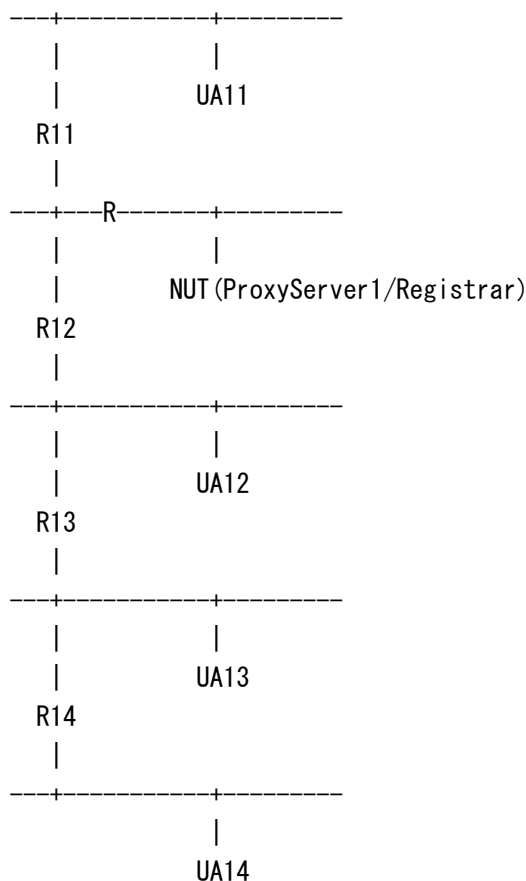 ---+-------------+---------
|             |
|            UA11
R11
|
---+---R-------+---------
|             |
|          NUT(ProxyServer1/Registrar)
R12
|
---+-------------+---------
|             |
|            UA12
R13
|
---+-------------+---------
|             |
|            UA13
R14
|
---+-------------+---------
|
UA14